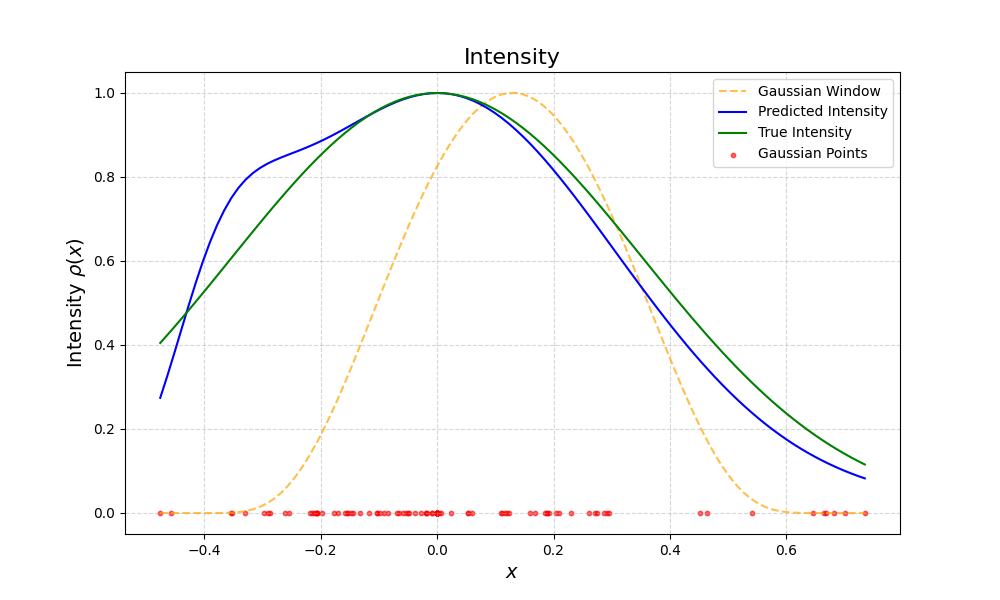 Intensity
Gaussian Window
Predicted Intensity
True Intensity
Gaussian Points
Intensity ρ(x)
1.0
0.8
0.6
0.4
0.2
0.0
−0.4 −0.2 0.0 0.2 0.4 0.6
x